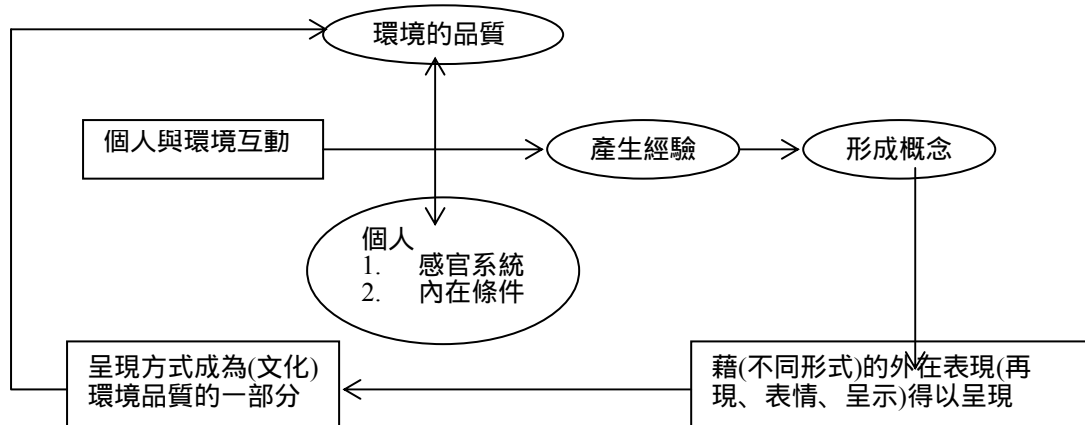 環境的品質
個人與環境互動
產生經驗
形成概念
個人
1. 感官系統
2. 內在條件
呈現方式成為(文化)
環境品質的一部分
藉(不同形式)的外在表現(再
現、表情、呈示)得以呈現